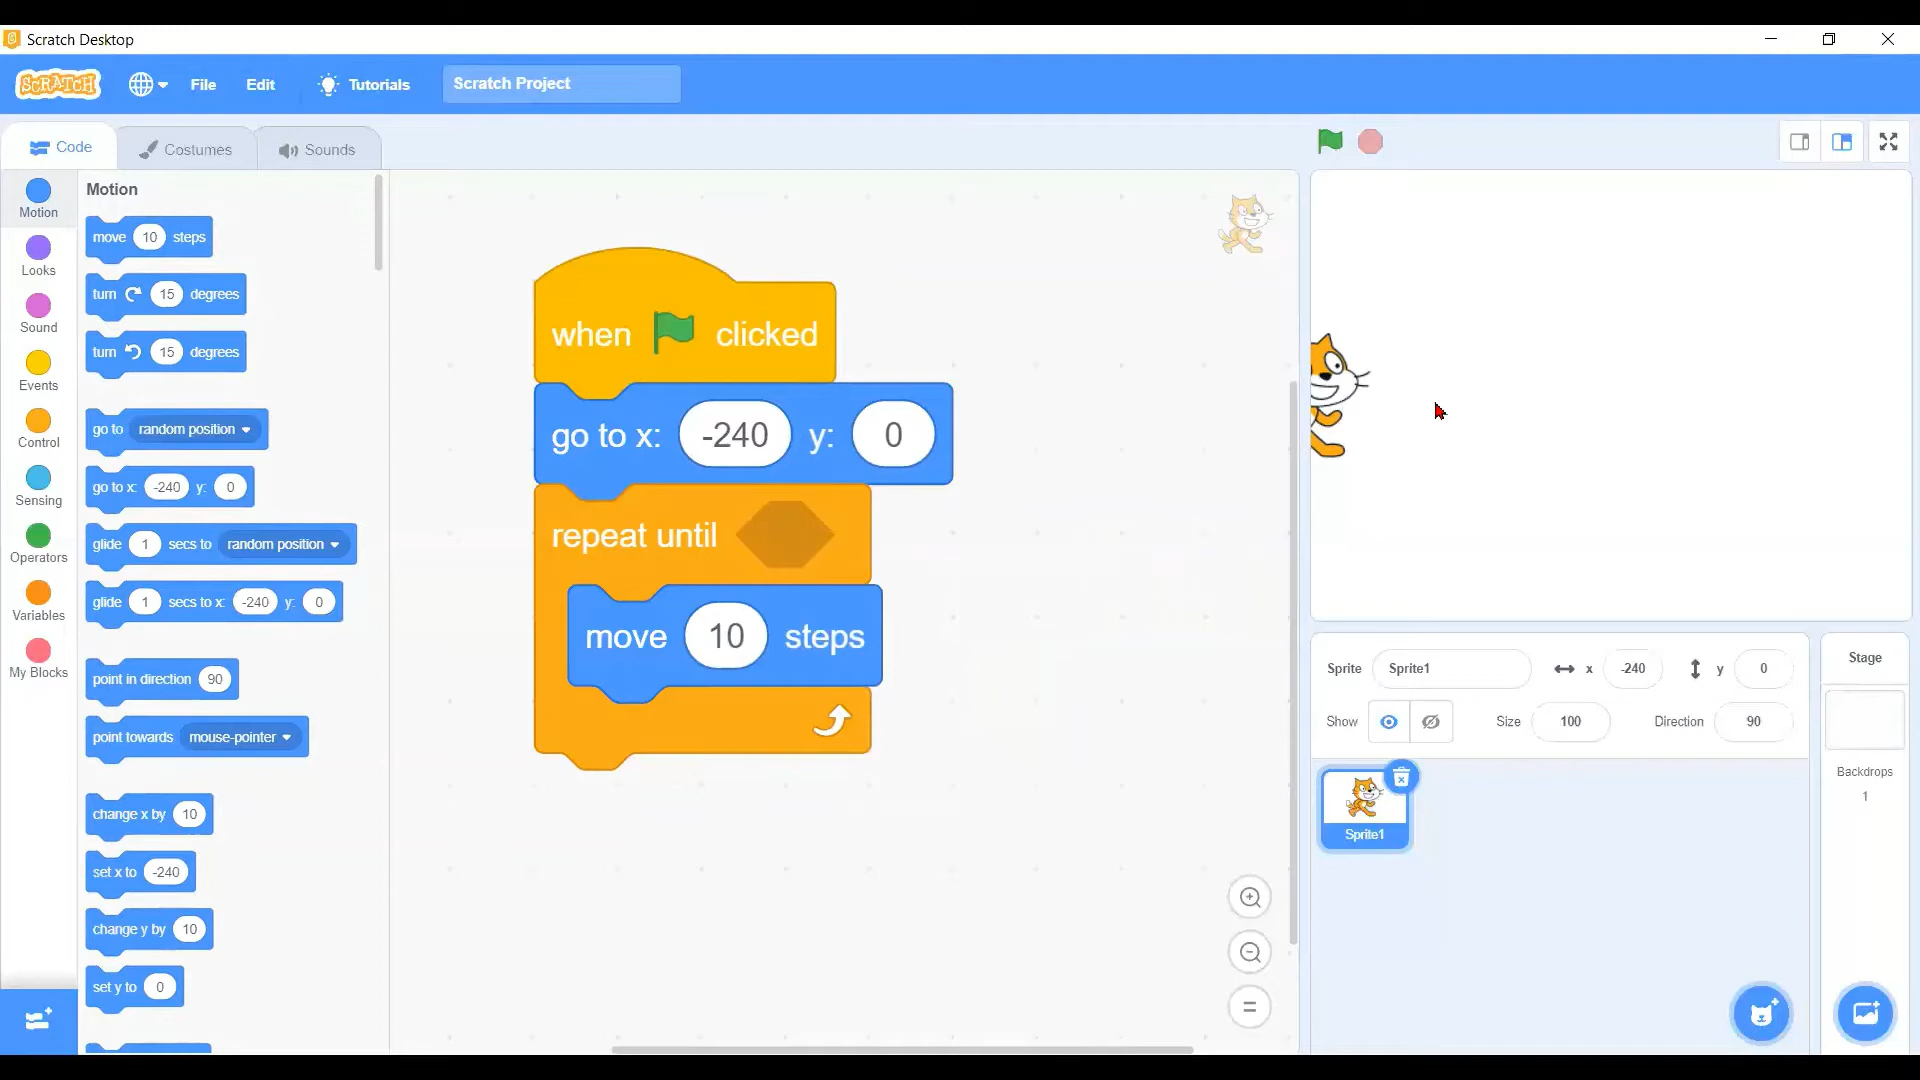 Scratch Desktop
SCRATCH File Edit Tutorials Scratch Project
Code Costumes Sounds
Motion
Looks
Sound
Events
Control
Sensing
Operators
Variables
My Blocks
Motion
move 10 steps
turn 15 degrees
turn 15 degrees
go to random position
go to x: -240 y: 0
glide 1 secs to random position
glide 1 secs to x: -240 y: 0
point in direction 90
point towards mouse-pointer
change x by 10
set x to -240
change y by 10
set y to 0
when clicked
go to x: -240 y: 0
repeat until
move 10 steps
Sprite Sprite1 x -240 y 0
Show Size 100 Direction 90
Sprite1
Stage
Backdrops
1